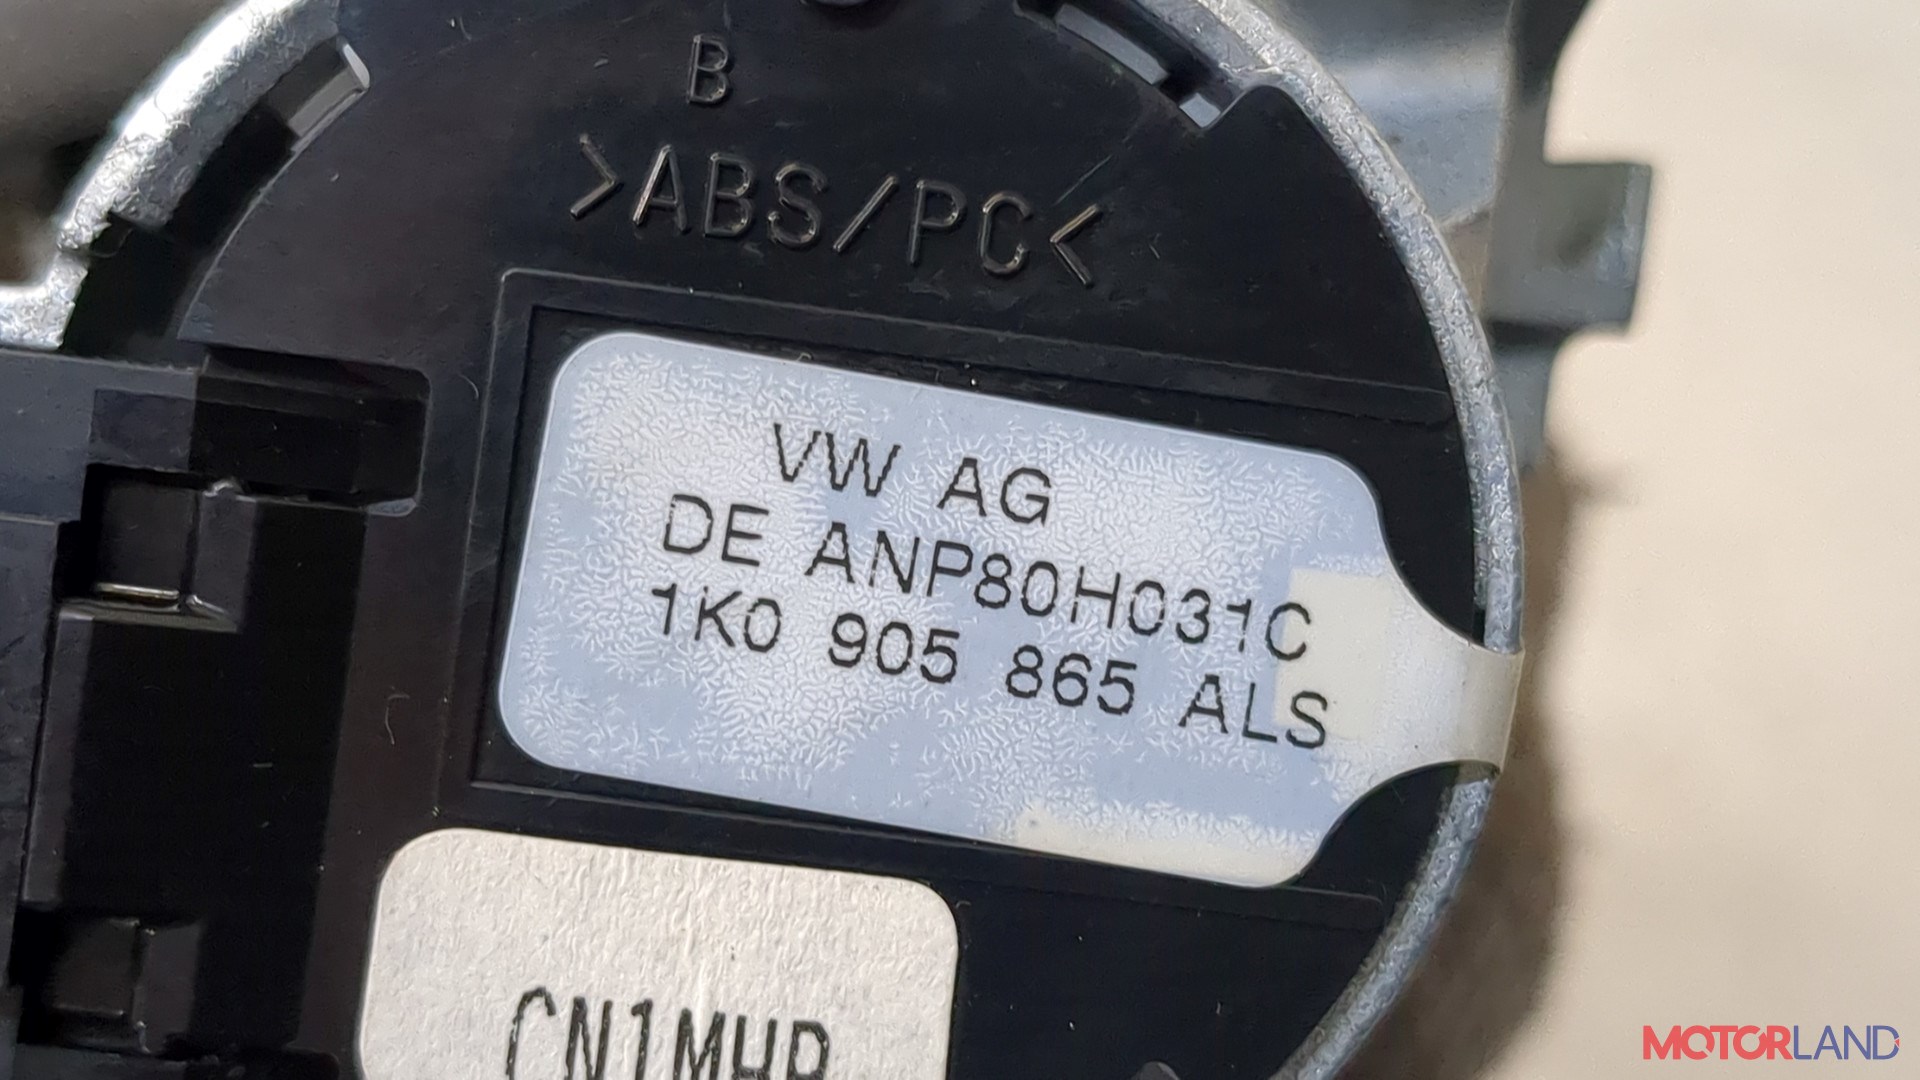 B
>ABS/PC<
VW AG
DE ANP80H031C
1K0 905 865 ALS
MOTORLAND